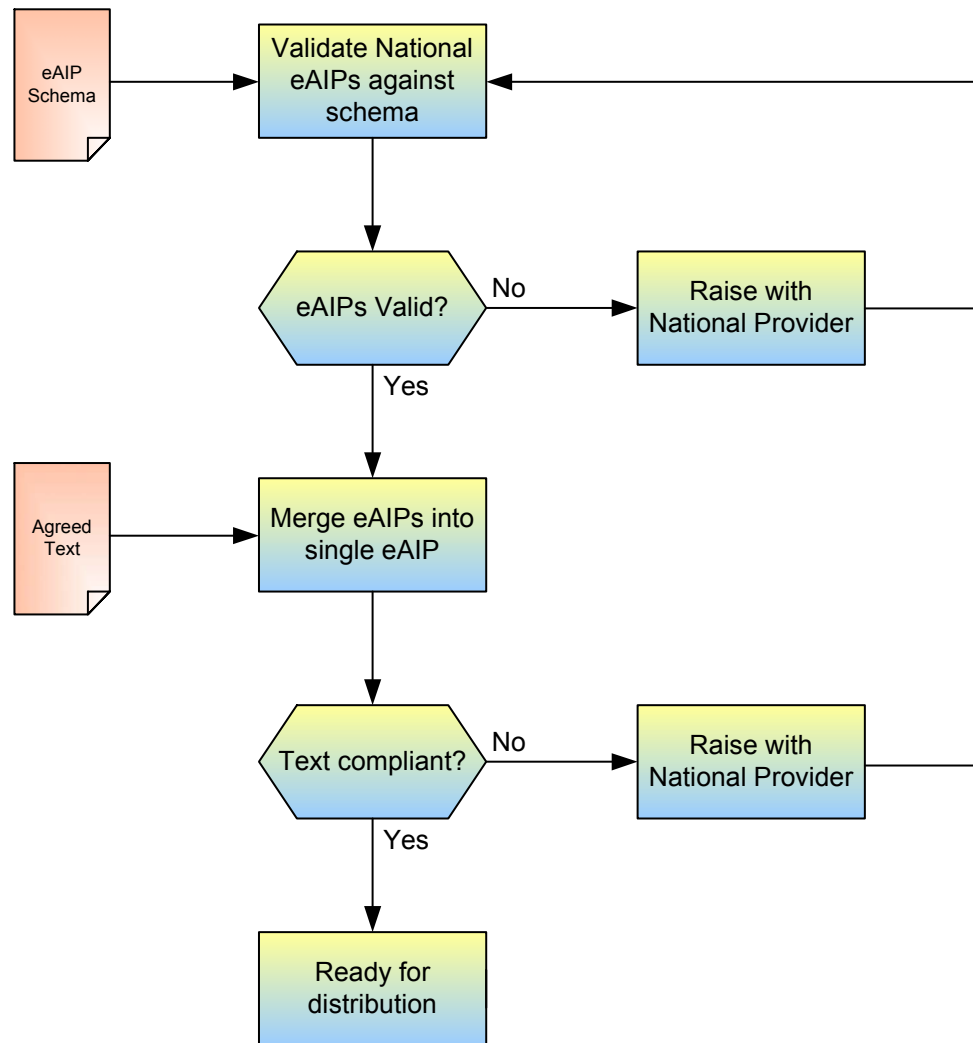 eAIP
Schema
Validate National
eAIPs against
schema
eAIPs Valid?
No
Raise with
National Provider
Yes
Agreed
Text
Merge eAIPs into
single eAIP
Text compliant?
No
Raise with
National Provider
Yes
Ready for
distribution